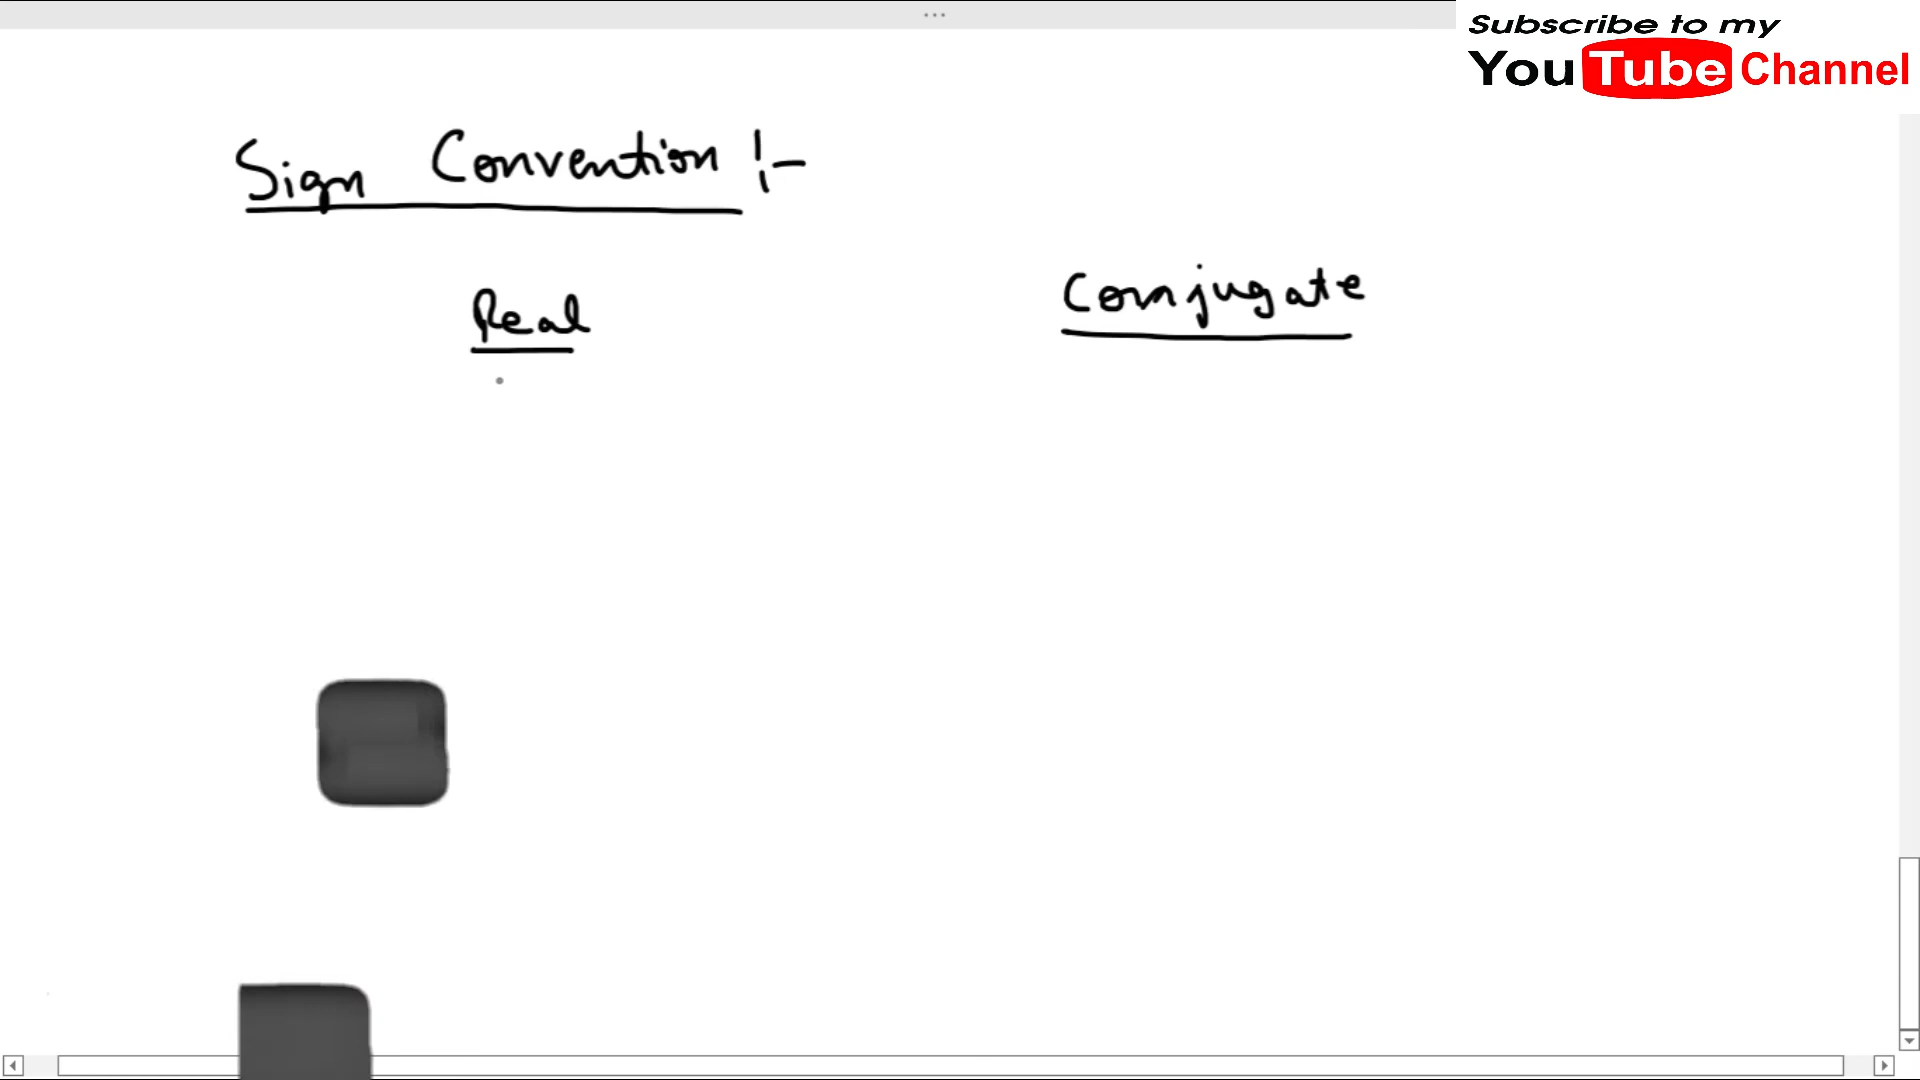 Subscribe to my
YouTube Channel
Sign Convention :-
Real
Conjugate